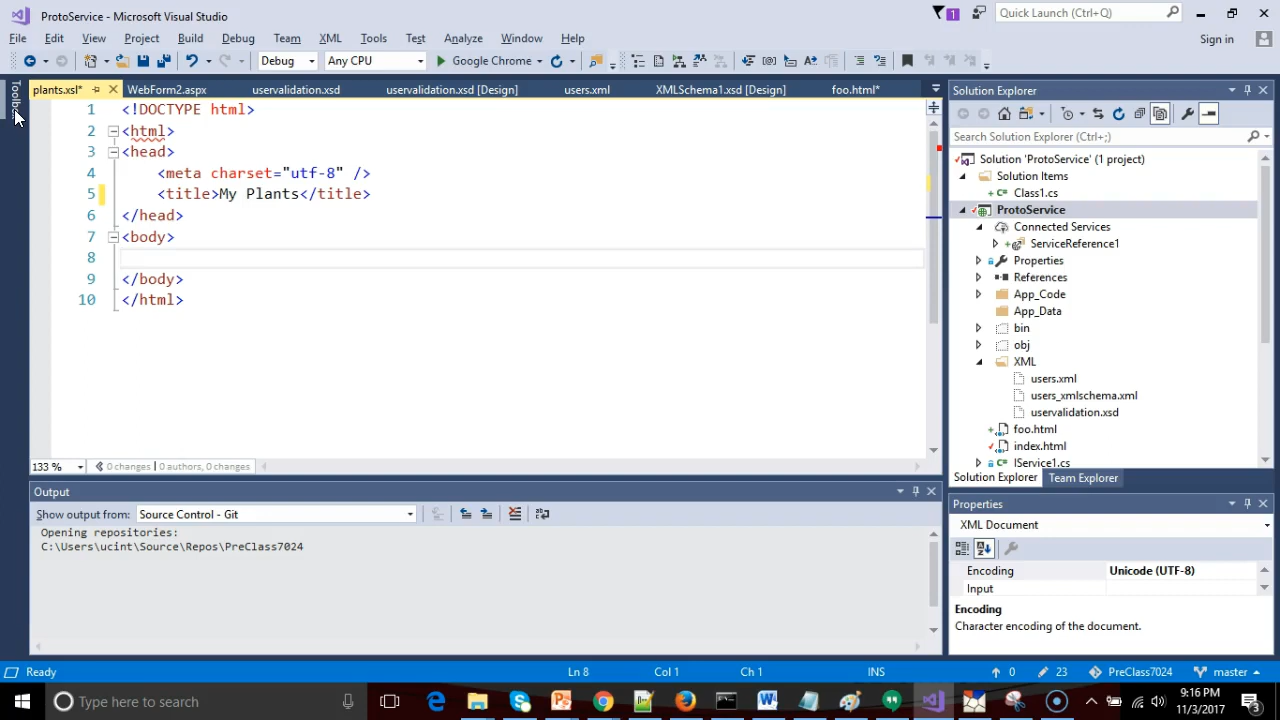 ProtoService - Microsoft Visual Studio
1
Quick Launch (Ctrl+Q)
File Edit View Project Build Debug Team XML Tools Test Analyze Window Help
Sign in
Debug Any CPU Google Chrome
plants.xsl* WebForm2.aspx uservalidation.xsd uservalidation.xsd [Design] users.xml XMLSchema1.xsd [Design] foo.html*
1 <!DOCTYPE html>
2 <html>
3 <head>
4 <meta charset="utf-8" />
5 <title>My Plants</title>
6 </head>
7 <body>
8
9 </body>
10 </html>
133 % 0 changes | 0 authors, 0 changes
Output
Show output from: Source Control - Git
Opening repositories:
C:\Users\ucint\Source\Repos\PreClass7024
Solution Explorer
Search Solution Explorer (Ctrl+;)
Solution 'ProtoService' (1 project)
Solution Items
Class1.cs
ProtoService
Connected Services
ServiceReference1
Properties
References
App_Code
App_Data
bin
obj
XML
users.xml
users_xmlschema.xml
uservalidation.xsd
foo.html
index.html
IService1.cs
Solution Explorer Team Explorer
Properties
XML Document
Encoding Unicode (UTF-8)
Input
Encoding
Character encoding of the document.
Ready Ln 8 Col 1 Ch 1 INS 0 23 PreClass7024 master
Type here to search
9:16 PM
11/3/2017
3